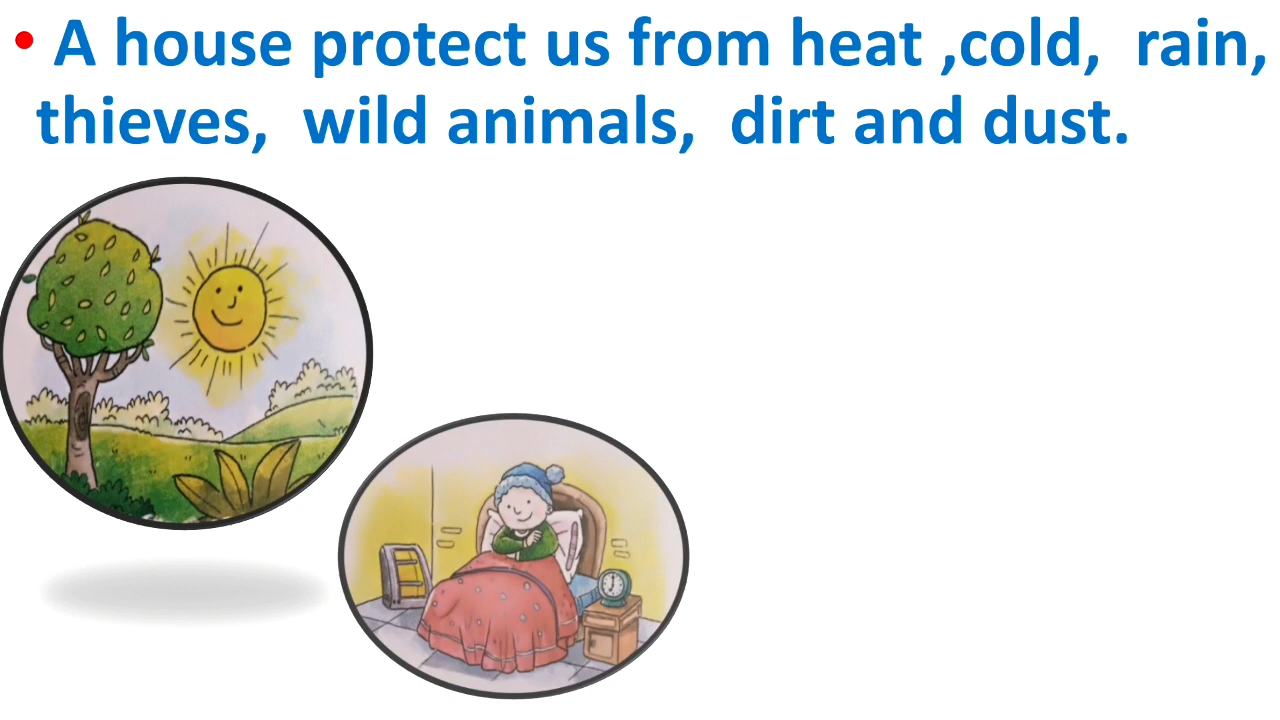 • A house protect us from heat ,cold,  rain,
thieves,  wild animals,  dirt and dust.